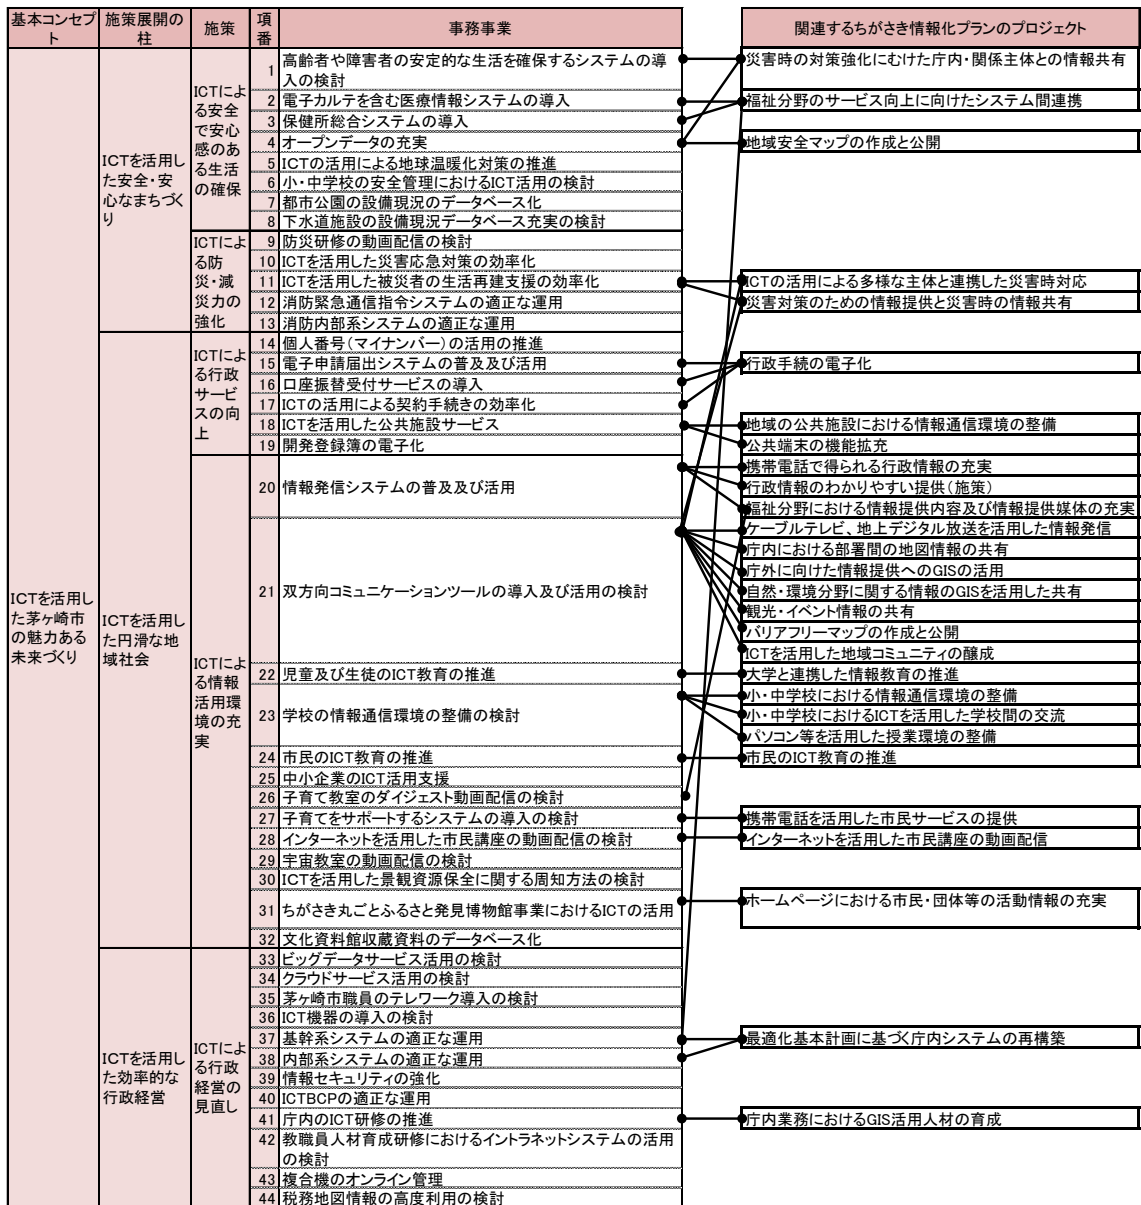 基本コンセプ
ト
施策展開の
柱
施策
項
番
事務事業
関連するちがさき情報化プランのプロジェクト
ICTを活用し
た茅ヶ崎市
の魅力ある
未来づくり
ICTを活用し
た安全・安
心なまちづく
り
ICTによ
る安全
で安心
感のあ
る生活
の確保
1 高齢者や障害者の安定的な生活を確保するシステムの導
入の検討
2 電子カルテを含む医療情報システムの導入
3 保健所総合システムの導入
4 オープンデータの充実
5 ICTの活用による地球温暖化対策の推進
6 小・中学校の安全管理におけるICT活用の検討
7 都市公園の設備現況のデータベース化
8 下水道施設の設備現況データベース充実の検討
ICTによ
る防
災・減
災力の
強化
9 防災研修の動画配信の検討
10 ICTを活用した災害応急対策の効率化
11 ICTを活用した被災者の生活再建支援の効率化
12 消防緊急通信指令システムの適正な運用
13 消防内部系システムの適正な運用
ICTを活用し
た円滑な地
域社会
ICTによ
る行政
サービ
スの向
上
14 個人番号(マイナンバー)の活用の推進
15 電子申請届出システムの普及及び活用
16 口座振替受付サービスの導入
17 ICTの活用による契約手続きの効率化
18 ICTを活用した公共施設サービス
19 開発登録簿の電子化
ICTによ
る情報
活用環
境の充
実
20 情報発信システムの普及及び活用
21 双方向コミュニケーションツールの導入及び活用の検討
22 児童及び生徒のICT教育の推進
23 学校の情報通信環境の整備の検討
24 市民のICT教育の推進
25 中小企業のICT活用支援
26 子育て教室のダイジェスト動画配信の検討
27 子育てをサポートするシステムの導入の検討
28 インターネットを活用した市民講座の動画配信の検討
29 宇宙教室の動画配信の検討
30 ICTを活用した景観資源保全に関する周知方法の検討
31 ちがさき丸ごとふるさと発見博物館事業におけるICTの活用
32 文化資料館収蔵資料のデータベース化
ICTを活用し
た効率的な
行政経営
ICTによ
る行政
経営の
見直し
33 ビッグデータサービス活用の検討
34 クラウドサービス活用の検討
35 茅ヶ崎市職員のテレワーク導入の検討
36 ICT機器の導入の検討
37 基幹系システムの適正な運用
38 内部系システムの適正な運用
39 情報セキュリティの強化
40 ICTBCPの適正な運用
41 庁内のICT研修の推進
42 教職員人材育成研修におけるイントラネットシステムの活用
の検討
43 複合機のオンライン管理
44 税務地図情報の高度利用の検討
災害時の対策強化にむけた庁内・関係主体との情報共有
福祉分野のサービス向上に向けたシステム間連携
地域安全マップの作成と公開
ICTの活用による多様な主体と連携した災害時対応
災害対策のための情報提供と災害時の情報共有
行政手続の電子化
地域の公共施設における情報通信環境の整備
公共端末の機能拡充
携帯電話で得られる行政情報の充実
行政情報のわかりやすい提供(施策)
福祉分野における情報提供内容及び情報提供媒体の充実
ケーブルテレビ、地上デジタル放送を活用した情報発信
庁内における部署間の地図情報の共有
庁外に向けた情報提供へのGISの活用
自然・環境分野に関する情報のGISを活用した共有
観光・イベント情報の共有
バリアフリーマップの作成と公開
ICTを活用した地域コミュニティの醸成
大学と連携した情報教育の推進
小・中学校における情報通信環境の整備
小・中学校におけるICTを活用した学校間の交流
パソコン等を活用した授業環境の整備
市民のICT教育の推進
携帯電話を活用した市民サービスの提供
インターネットを活用した市民講座の動画配信
ホームページにおける市民・団体等の活動情報の充実
最適化基本計画に基づく庁内システムの再構築
庁内業務におけるGIS活用人材の育成